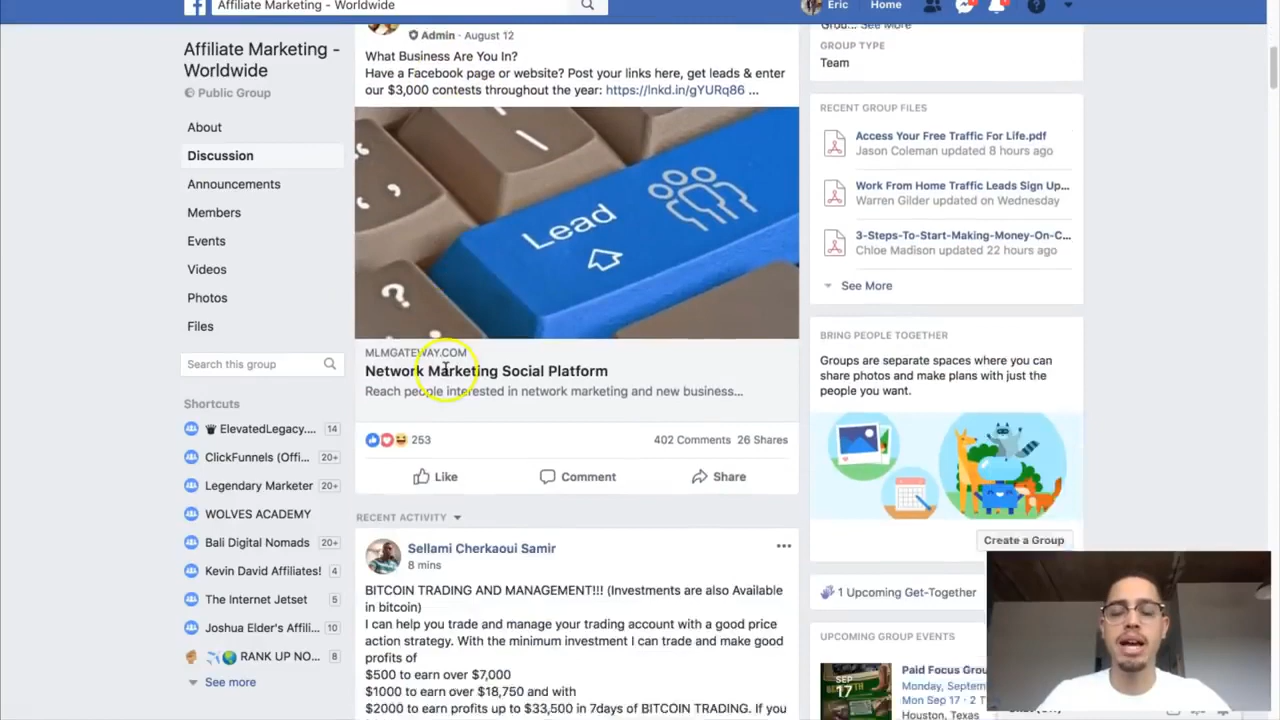 Affiliate Marketing - Worldwide
Eric
Home
Affiliate Marketing -
Worldwide
Public Group
About
Discussion
Announcements
Members
Events
Videos
Photos
Files
Search this group
Shortcuts
ElevatedLegacy.... 14
ClickFunnels (Offi... 20+
Legendary Marketer 20+
WOLVES ACADEMY
Bali Digital Nomads 20+
Kevin David Affiliates! 4
The Internet Jetset 5
Joshua Elder's Affili... 10
RANK UP NO... 8
See more
Admin · August 12
What Business Are You In?
Have a Facebook page or website? Post your links here, get leads & enter
our $3,000 contests throughout the year: https://lnkd.in/gYURq86 ...
Lead
MLMGATEWAY.COM
Network Marketing Social Platform
Reach people interested in network marketing and new business...
253
402 Comments 26 Shares
Like
Comment
Share
RECENT ACTIVITY
Sellami Cherkaoui Samir
8 mins
BITCOIN TRADING AND MANAGEMENT!!! (Investments are also Available
in bitcoin)
I can help you trade and manage your trading account with a good price
action strategy. With the minimum investment I can trade and make good
profits of
$500 to earn over $7,000
$1000 to earn over $18,750 and with
$2000 to earn profits up to $33,500 in 7days of BITCOIN TRADING. If you
See More
GROUP TYPE
Team
RECENT GROUP FILES
Access Your Free Traffic For Life.pdf
Jason Coleman updated 8 hours ago
Work From Home Traffic Leads Sign Up...
Warren Gilder updated on Wednesday
3-Steps-To-Start-Making-Money-On-C...
Chloe Madison updated 22 hours ago
See More
BRING PEOPLE TOGETHER
Groups are separate spaces where you can
share photos and make plans with just the
people you want.
Create a Group
1 Upcoming Get-Together
UPCOMING GROUP EVENTS
SEP
17
Paid Focus Grou
Monday, Septem
Mon Sep 17 · 2 T
Houston, Texas